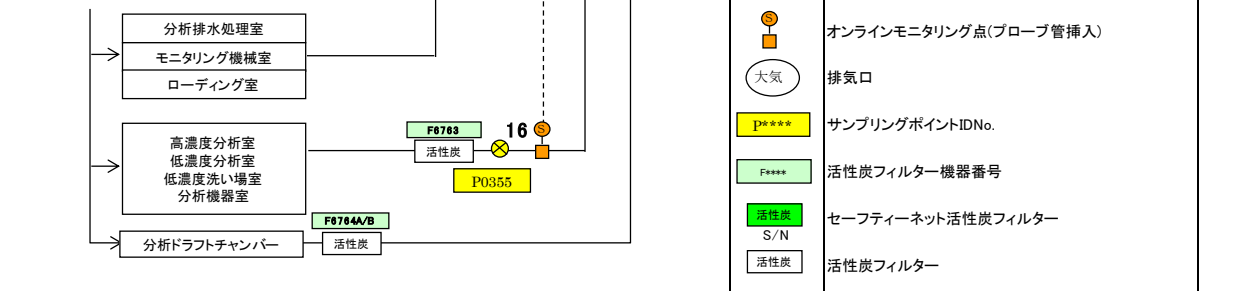 分析排水処理室
モニタリング機械室
ローディング室
高濃度分析室
低濃度分析室
低濃度洗い場室
分析機器室
F6763
活性炭
16
S
P0355
F6764A/B
分析ドラフトチャンバー
活性炭
S
オンラインモニタリング点(プローブ管挿入)
大気
排気口
P****
サンプリングポイントIDNo.
F****
活性炭フィルター機器番号
活性炭
S/N
セーフティーネット活性炭フィルター
活性炭
活性炭フィルター